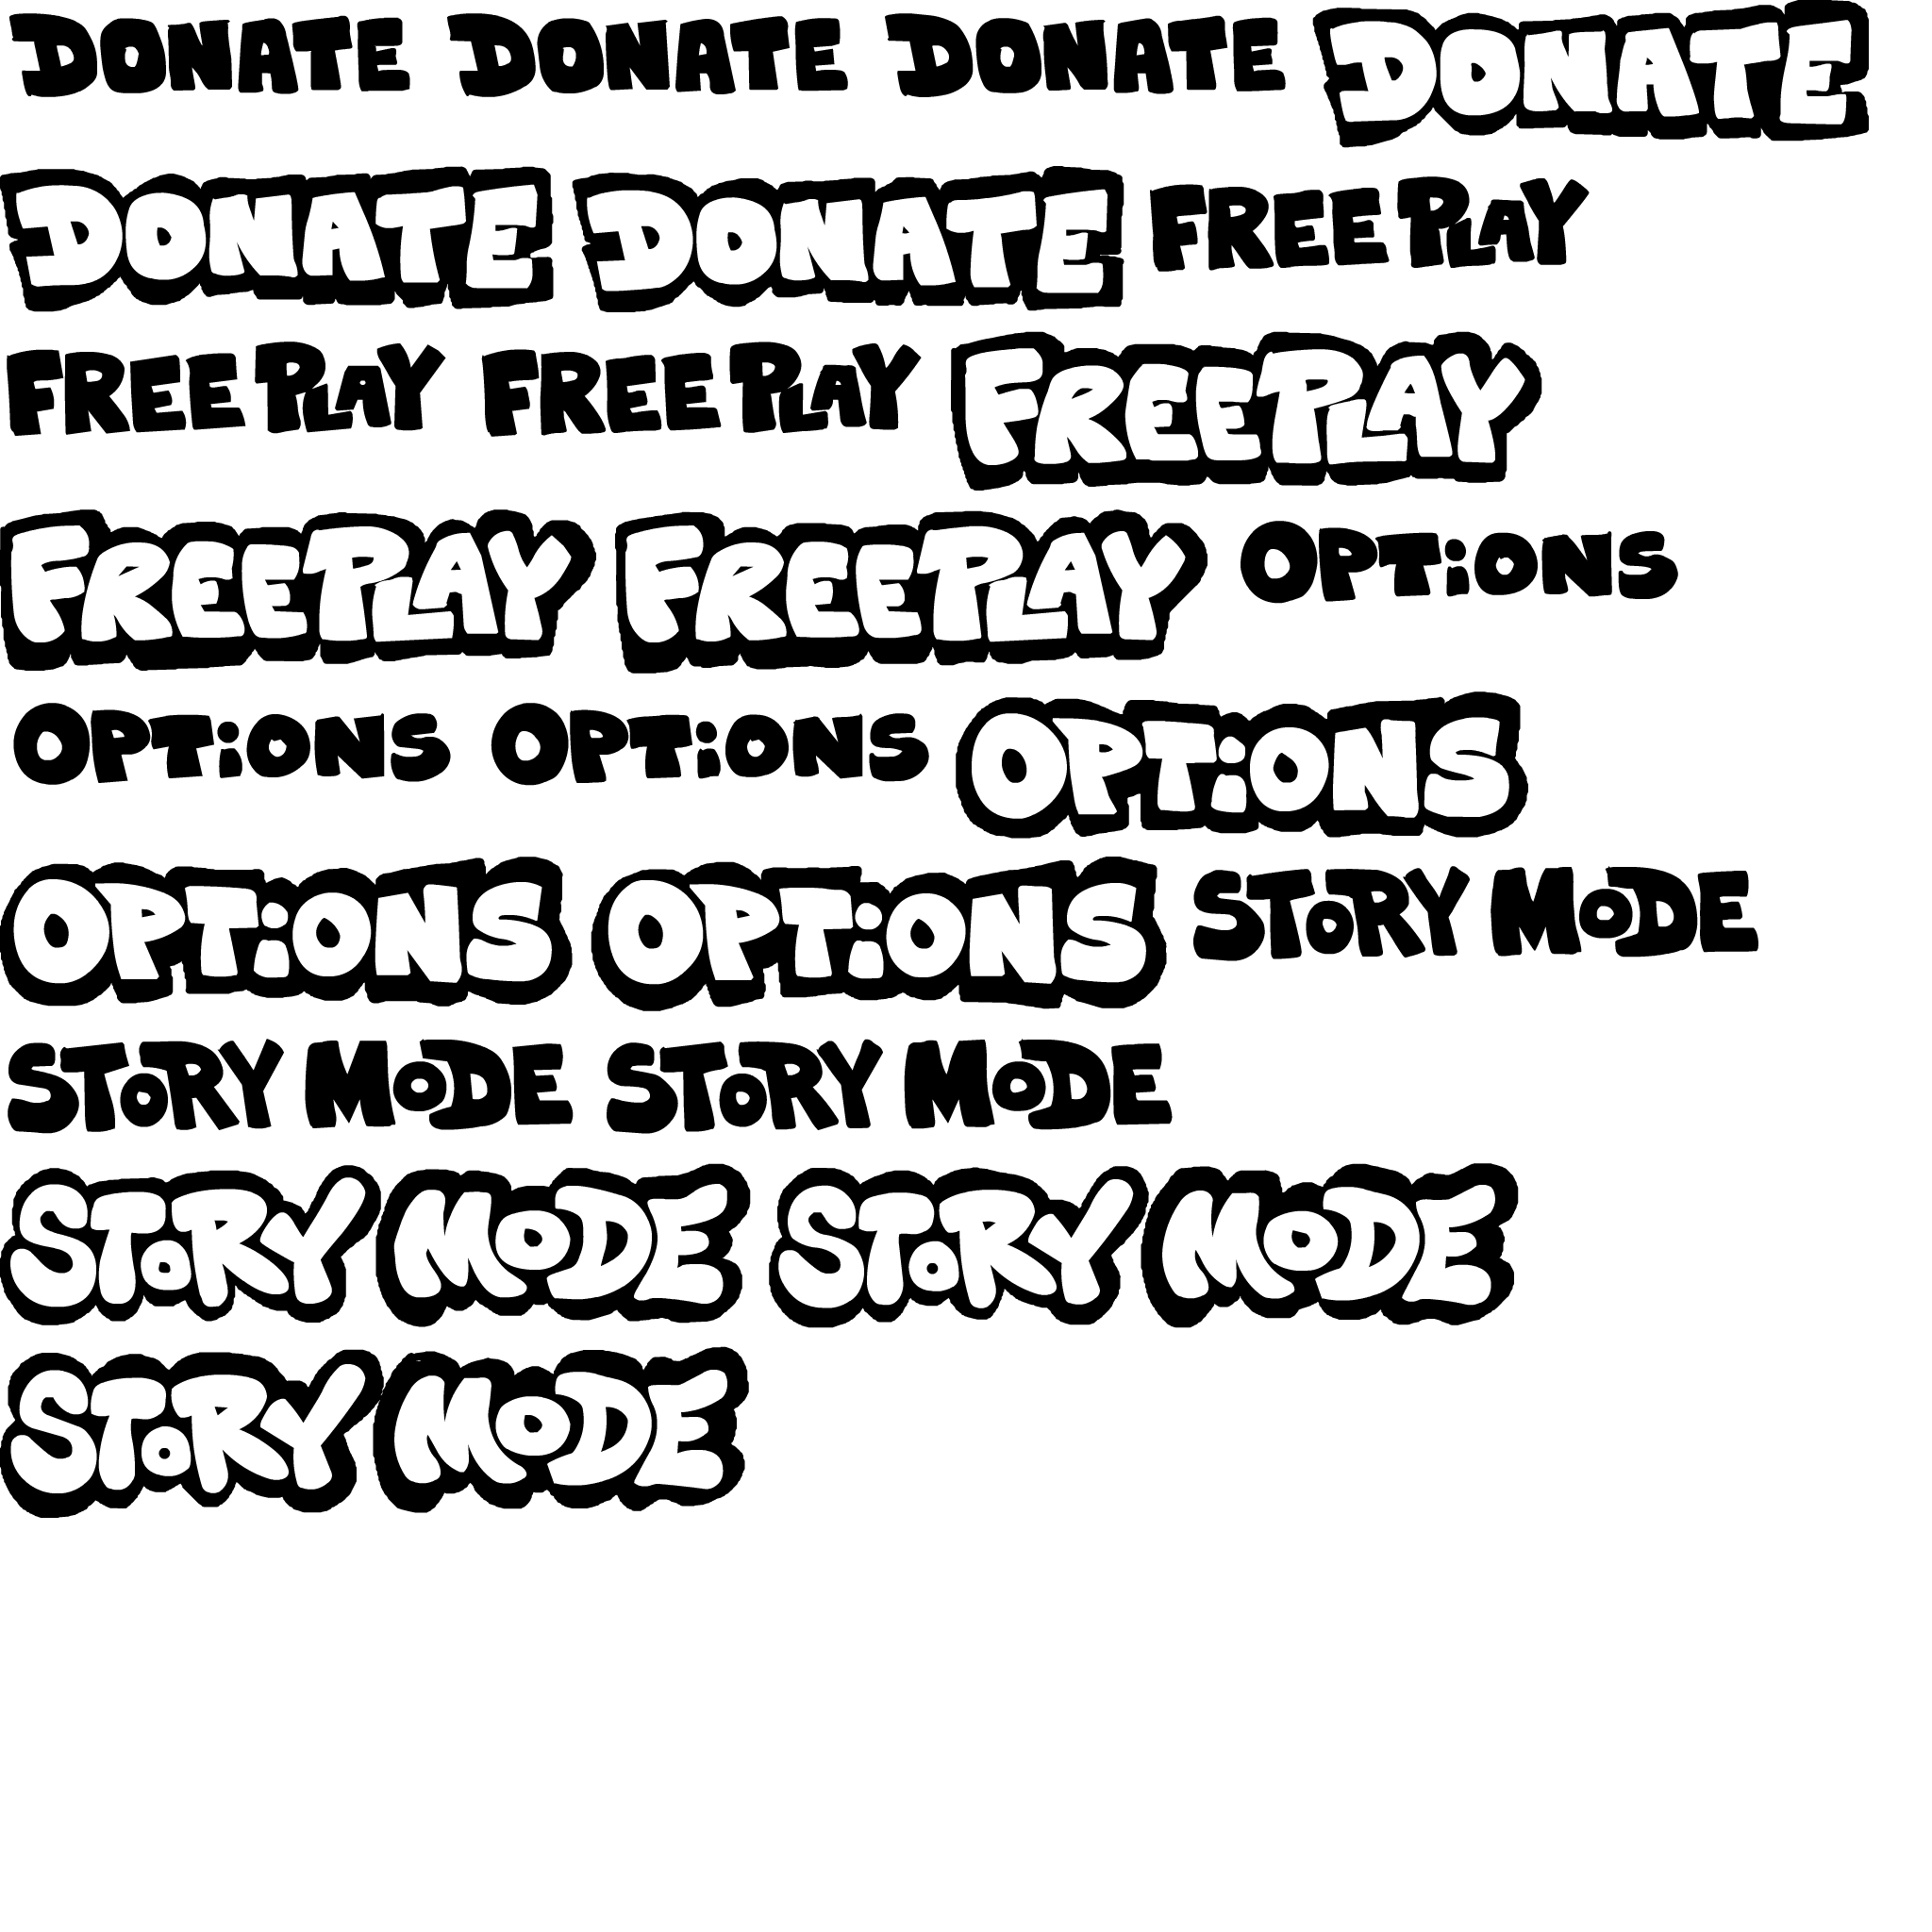 DONATE DONATE DONATE DONATE
DONATE DONATE FREEPLAY
FREEPLAY FREEPLAY FREEPLAY
FREEPLAY FREEPLAY OPTiONS
OPTiONS OPTiONS OPTiONS
OPTiONS OPTiONS SToRY MoDE
SToRY MoDE SToRY MoDE
SToRY MoDE SToRY MoDE
SToRY MoDE